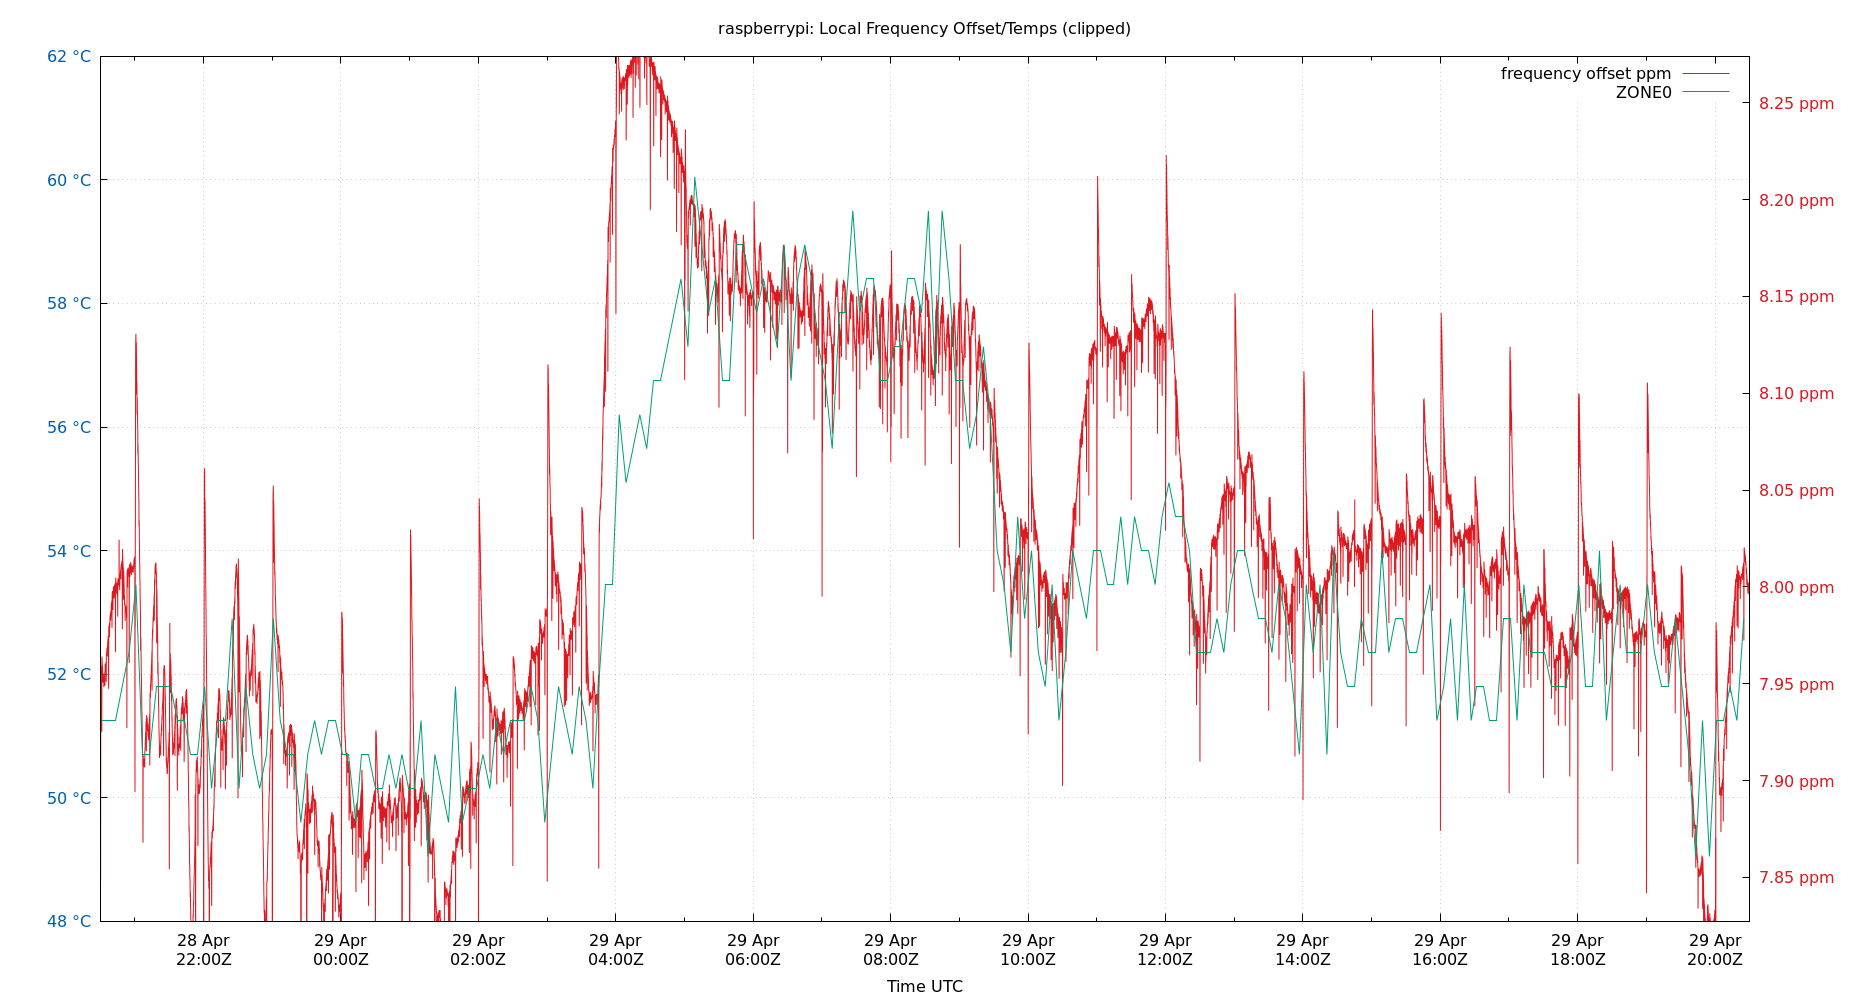 raspberrypi: Local Frequency Offset/Temps (clipped)
62 °C
60 °C
58 °C
56 °C
54 °C
52 °C
50 °C
48 °C
frequency offset ppm
ZONE0
8.25 ppm
8.20 ppm
8.15 ppm
8.10 ppm
8.05 ppm
8.00 ppm
7.95 ppm
7.90 ppm
7.85 ppm
28 Apr
22:00Z
29 Apr
00:00Z
29 Apr
02:00Z
29 Apr
04:00Z
29 Apr
06:00Z
29 Apr
08:00Z
29 Apr
10:00Z
29 Apr
12:00Z
29 Apr
14:00Z
29 Apr
16:00Z
29 Apr
18:00Z
29 Apr
20:00Z
Time UTC